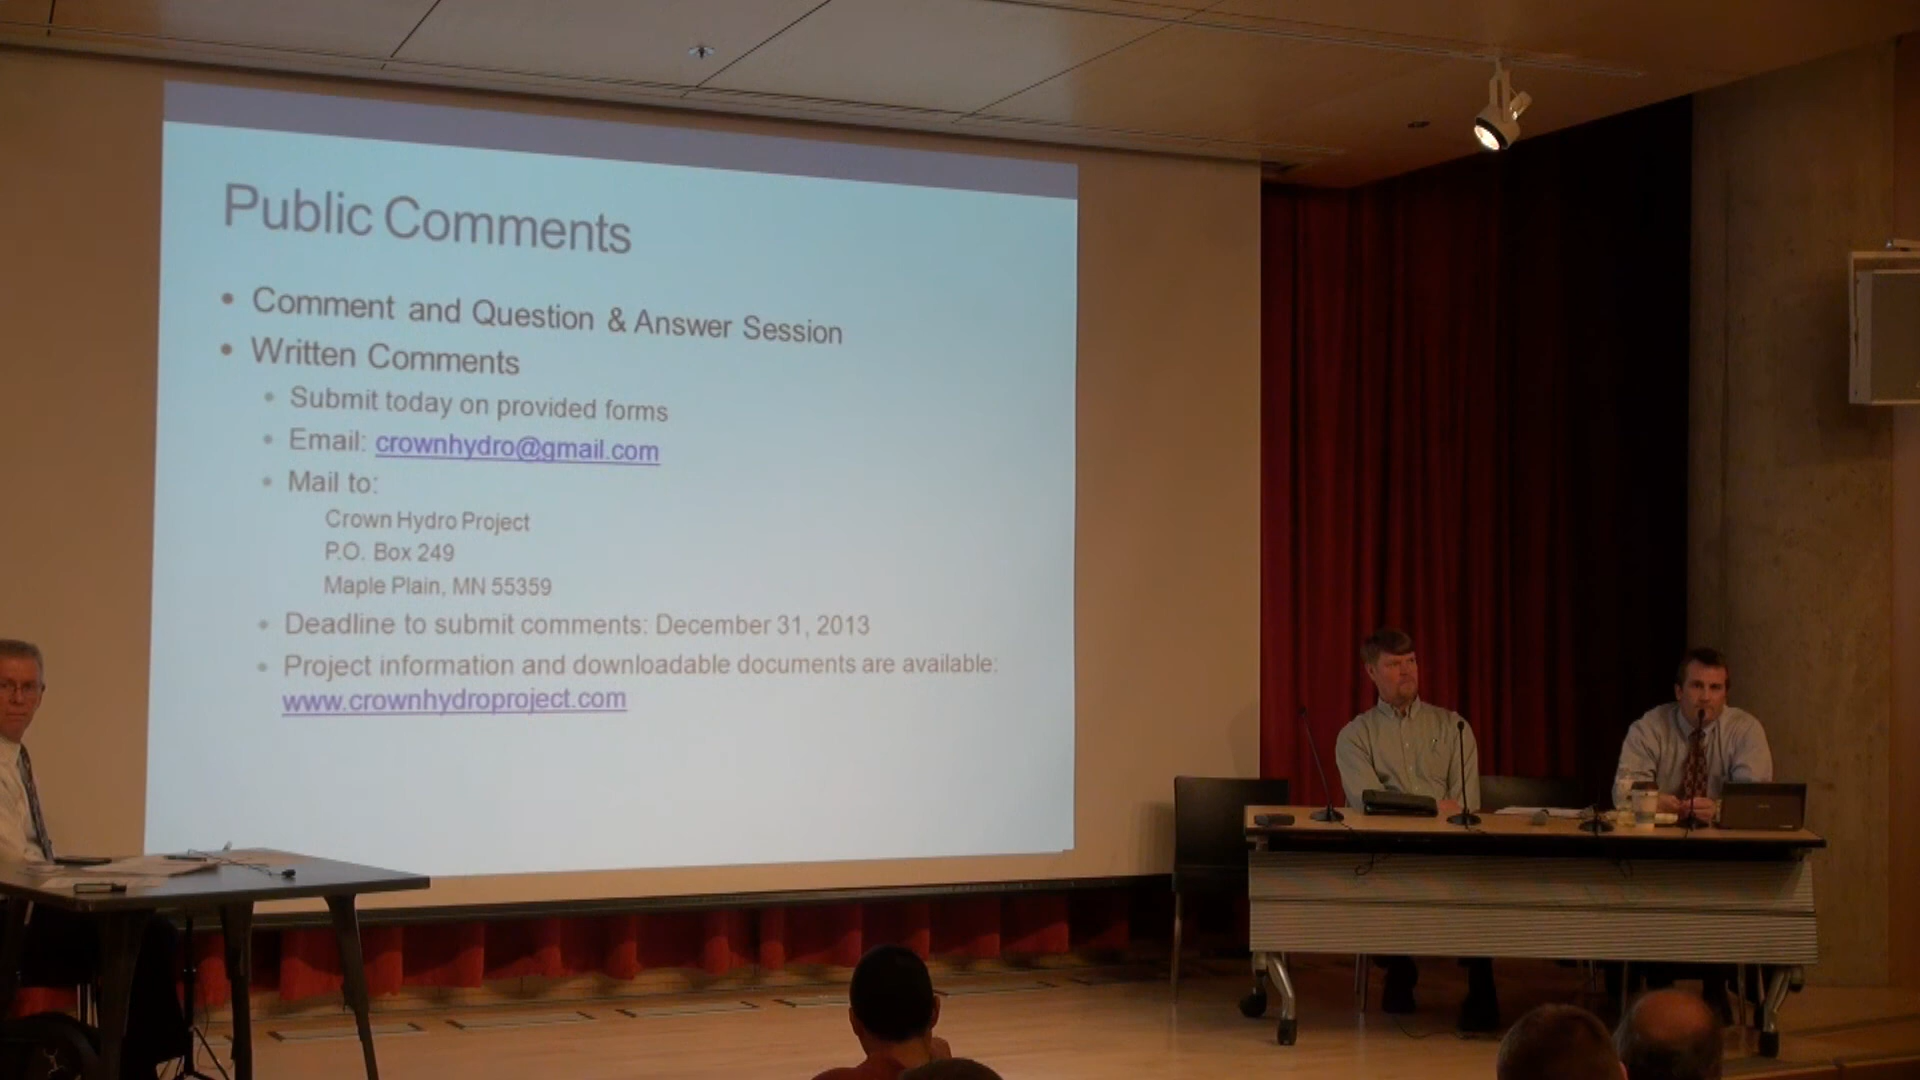 Public Comments
• Comment and Question & Answer Session
• Written Comments
• Submit today on provided forms
• Email: crownhydro@gmail.com
• Mail to:
Crown Hydro Project
P.O. Box 249
Maple Plain, MN 55359
• Deadline to submit comments: December 31, 2013
• Project information and downloadable documents are available:
www.crownhydroproject.com